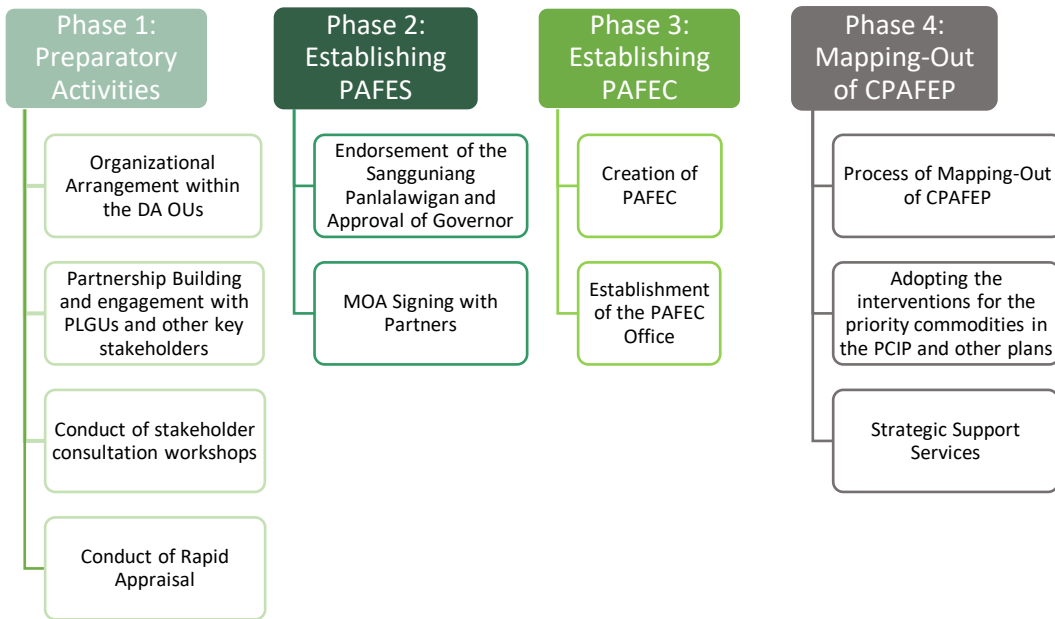 Phase 1:
Preparatory
Activities
Organizational
Arrangement within
the DA OUs
Partnership Building
and engagement with
PLGUs and other key
stakeholders
Conduct of stakeholder
consultation workshops
Conduct of Rapid
Appraisal
Phase 2:
Establishing
PAFES
Endorsement of the
Sangguniang
Panlalawigan and
Approval of Governor
MOA Signing with
Partners
Phase 3:
Establishing
PAFEC
Creation of
PAFEC
Establishment
of the PAFEC
Office
Phase 4:
Mapping-Out
of CPAFEP
Process of Mapping-Out
of CPAFEP
Adopting the
interventions for the
priority commodities in
the PCIP and other plans
Strategic Support
Services